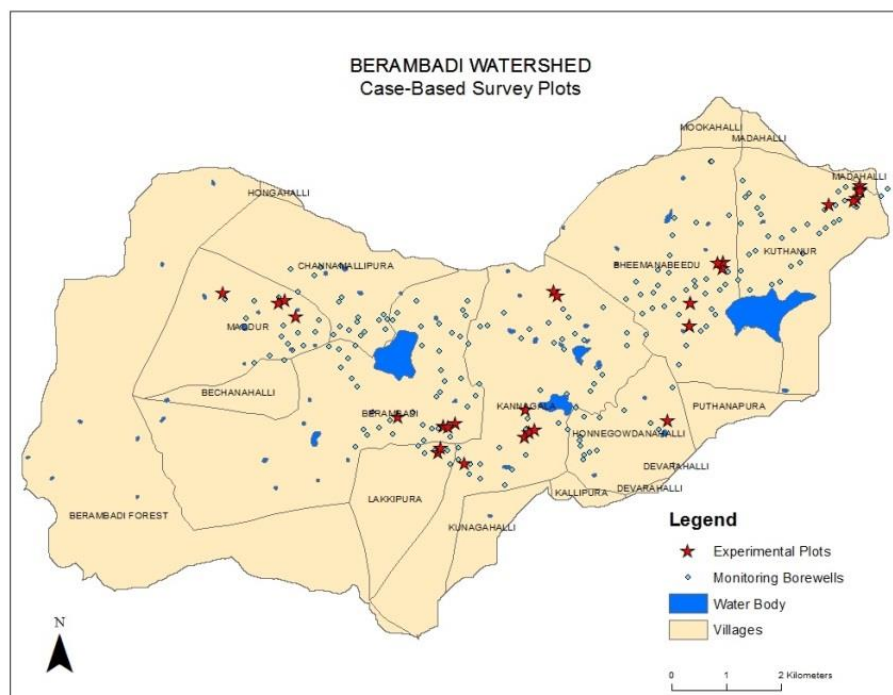 BERAMBADI WATERSHED
Case-Based Survey Plots
MOOKAHALLI
MADAHALLI
MADAHALLI
HONGAHALLI
KUTHANUR
CHANNAMALLIPURA
BHEEMANABEEDU
MADDUR
BECHANAHALLI
BERAMBADI
KANNAGALA
PUTHANAPURA
HONNEGOWDANAHALLI
DEVARAHALLI
LAKKIPURA
KALLIPURA
DEVARAHALLI
BERAMBADI FOREST
KUNAGAHALLI
Legend
Experimental Plots
Monitoring Borewells
Water Body
Villages
N
0 1 2 Kilometers